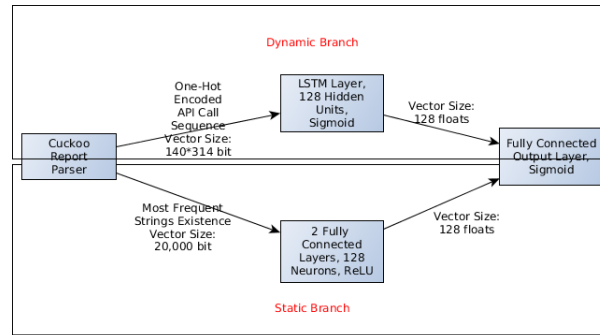 Dynamic Branch
One-Hot
Encoded
API Call
Sequence
Vector Size:
140*314 bit
LSTM Layer,
128 Hidden
Units,
Sigmoid
Vector Size:
128 floats
Cuckoo
Report
Parser
Fully Connected
Output Layer,
Sigmoid
Most Frequent
Strings Existence
Vector Size:
20,000 bit
2 Fully
Connected
Layers, 128
Neurons, ReLU
Vector Size:
128 floats
Static Branch